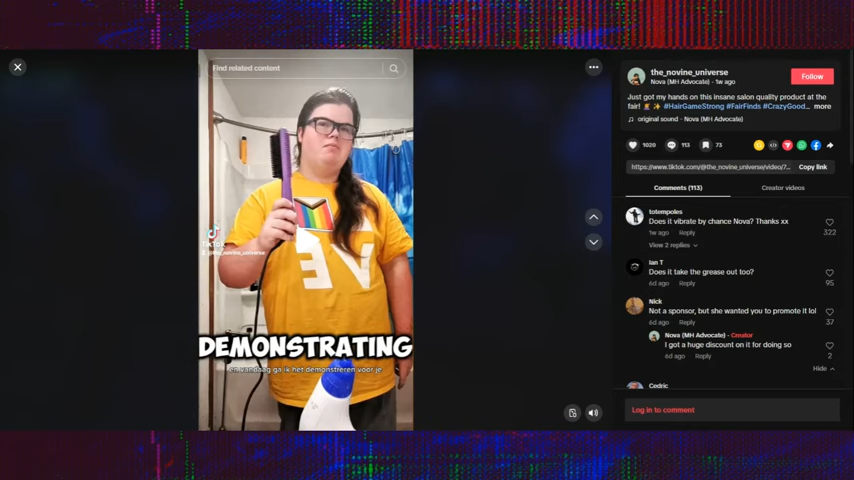 Find related content
TikTok
@the_novine_universe
DEMONSTRATING
en vandaag ga ik het demonstreren voor je
the_novine_universe
Nova (MH Advocate) · 1w ago
Follow
Just got my hands on this insane salon quality product at the
fair! #HairGameStrong #FairFinds #CrazyGood... more
original sound - Nova (MH Advocate)
1020
113
73
https://www.tiktok.com/@the_novine_universe/video/7...
Copy link
Comments (113)
Creator videos
totempoles
Does it vibrate by chance Nova? Thanks xx
1w ago Reply
322
View 2 replies
Ian T
Does it take the grease out too?
6d ago Reply
95
Nick
Not a sponsor, but she wanted you to promote it lol
6d ago Reply
37
Nova (MH Advocate) · Creator
I got a huge discount on it for doing so
6d ago Reply
2
Hide
Cedric
Log in to comment